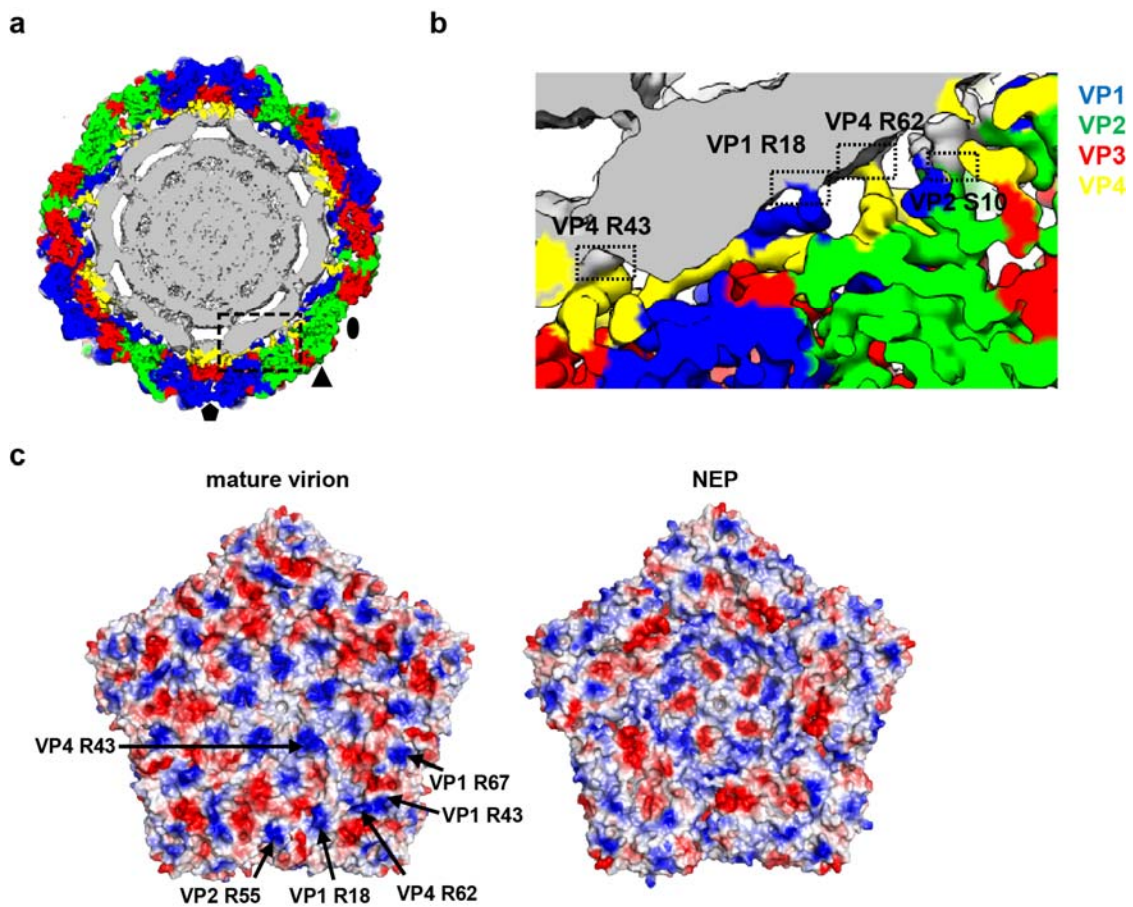 a
b
VP1 R18
VP4 R62
VP4 R43
VP2 S10
VP1
VP2
VP3
VP4
c
mature virion
NEP
VP4 R43
VP1 R67
VP1 R43
VP2 R55
VP1 R18
VP4 R62